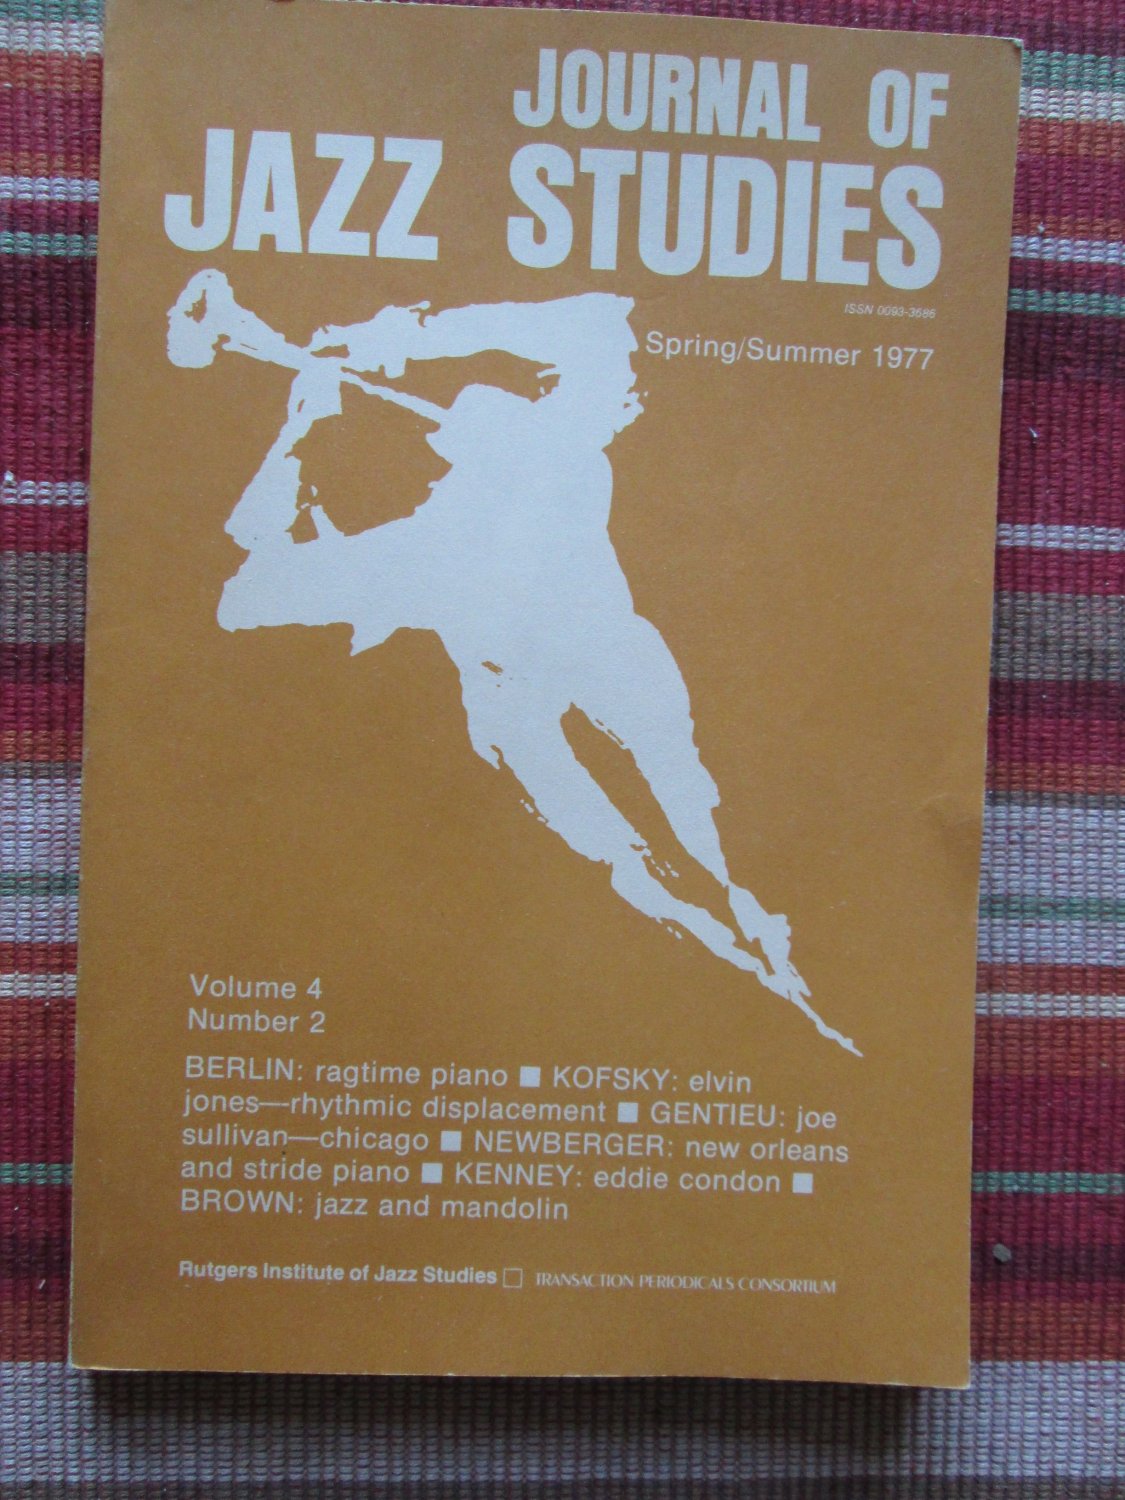 JOURNAL OF
JAZZ STUDIES
ISSN 0093-3686
Spring/Summer 1977
Volume 4
Number 2
BERLIN: ragtime piano ■ KOFSKY: elvin
jones—rhythmic displacement ■ GENTIEU: joe
sullivan—chicago ■ NEWBERGER: new orleans
and stride piano ■ KENNEY: eddie condon ■
BROWN: jazz and mandolin
Rutgers Institute of Jazz Studies □ TRANSACTION PERIODICALS CONSORTIUM